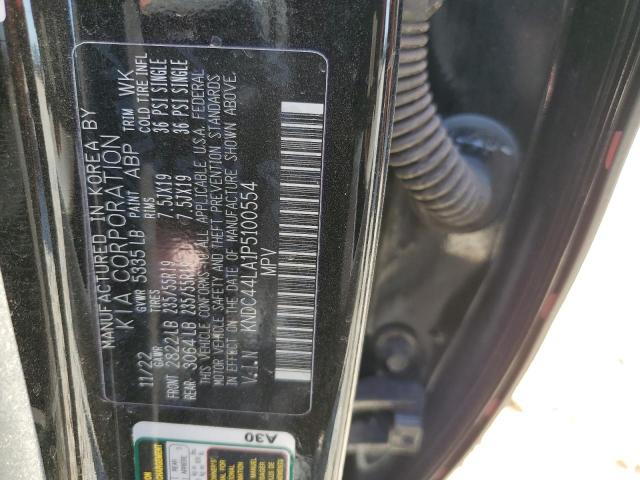 MANUFACTURED IN KOREA BY
KIA CORPORATION
11/22 GVWR 5335 LB PAINT ABP TRIM WK
GAWR TIRES RIMS COLD TIRE INFL
FRONT 2822 LB 235/55R19 7.5JX19 36 PSI SINGLE
REAR 3064 LB 235/55R19 7.5JX19 36 PSI SINGLE
THIS VEHICLE CONFORMS TO ALL APPLICABLE U.S.A. FEDERAL
MOTOR VEHICLE SAFETY AND THEFT PREVENTION STANDARDS
IN EFFECT ON THE DATE OF MANUFACTURE SHOWN ABOVE.
V.I.N KNDC44LA1P5100554
MPV
A30
REAR
ARRIERE
MANUEL